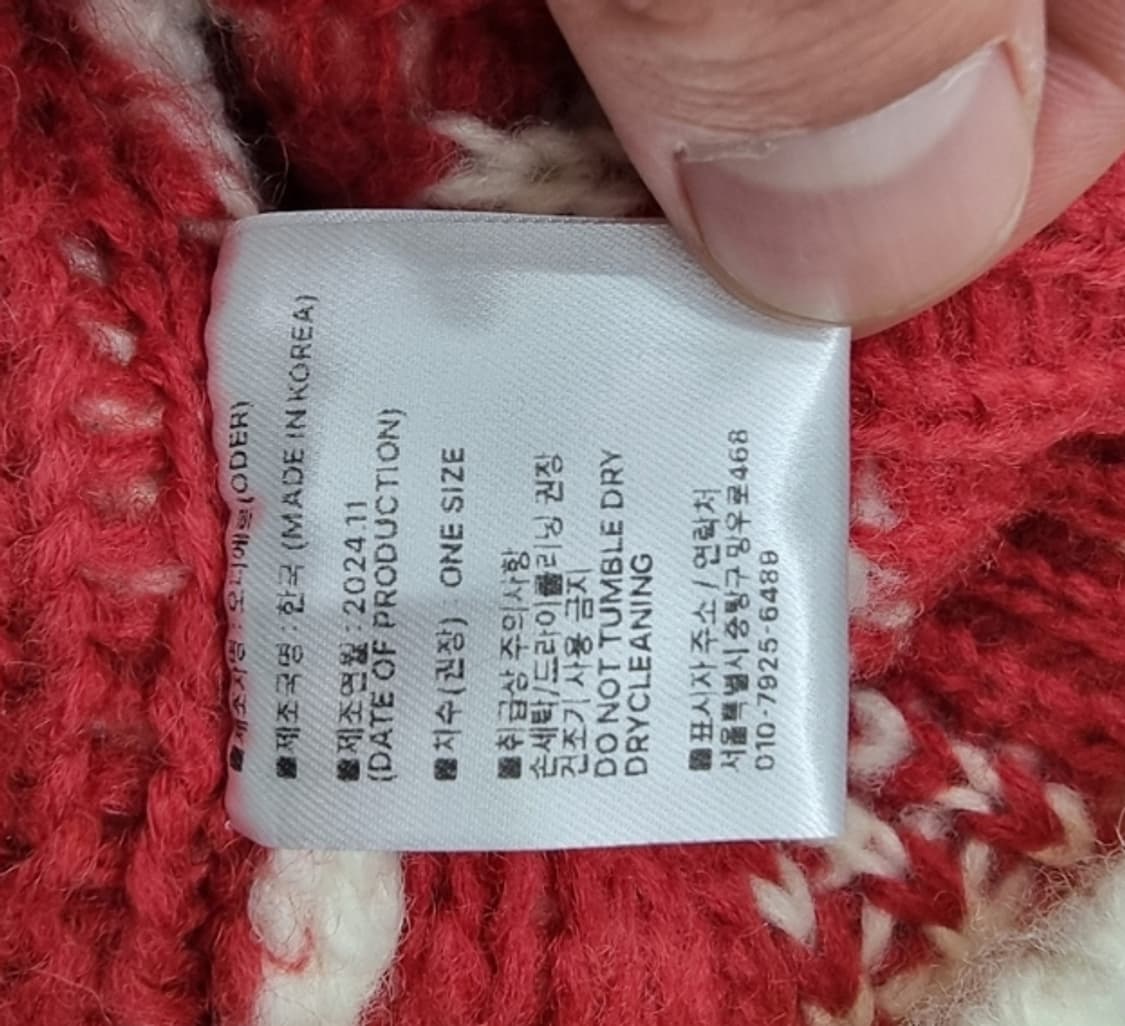 ■제조자명 오너에르(ODER)
■제조국명 : 한국 (MADE IN KOREA)
■제조연월 : 2024.11
(DATE OF PRODUCTION)
■치수(권장) : ONE SIZE
■취급상 주의사항
손세탁/드라이클리닝 권장
건조기 사용 금지
DO NOT TUMBLE DRY
DRYCLEANING
■표시자 주소 / 연락처
서울특별시 중랑구 망우로468
010-7925-6489